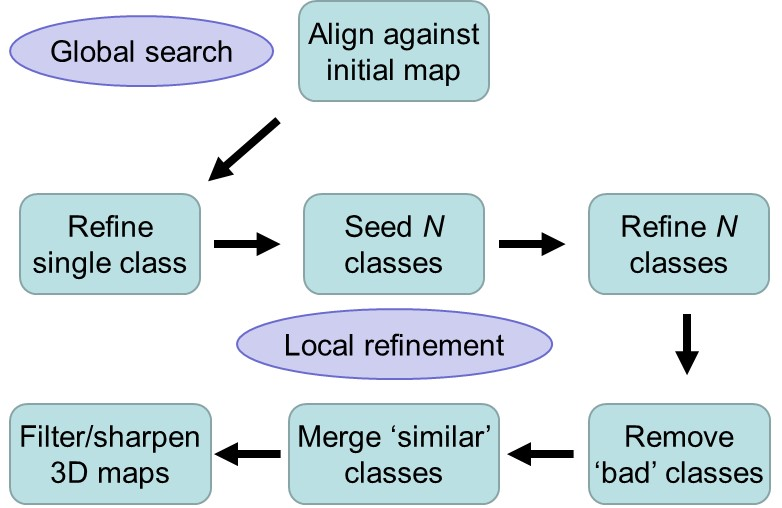 Global search
Align against
initial map
Refine
single class
Seed N
classes
Refine N
classes
Local refinement
Filter/sharpen
3D maps
Merge ‘similar’
classes
Remove
‘bad’ classes